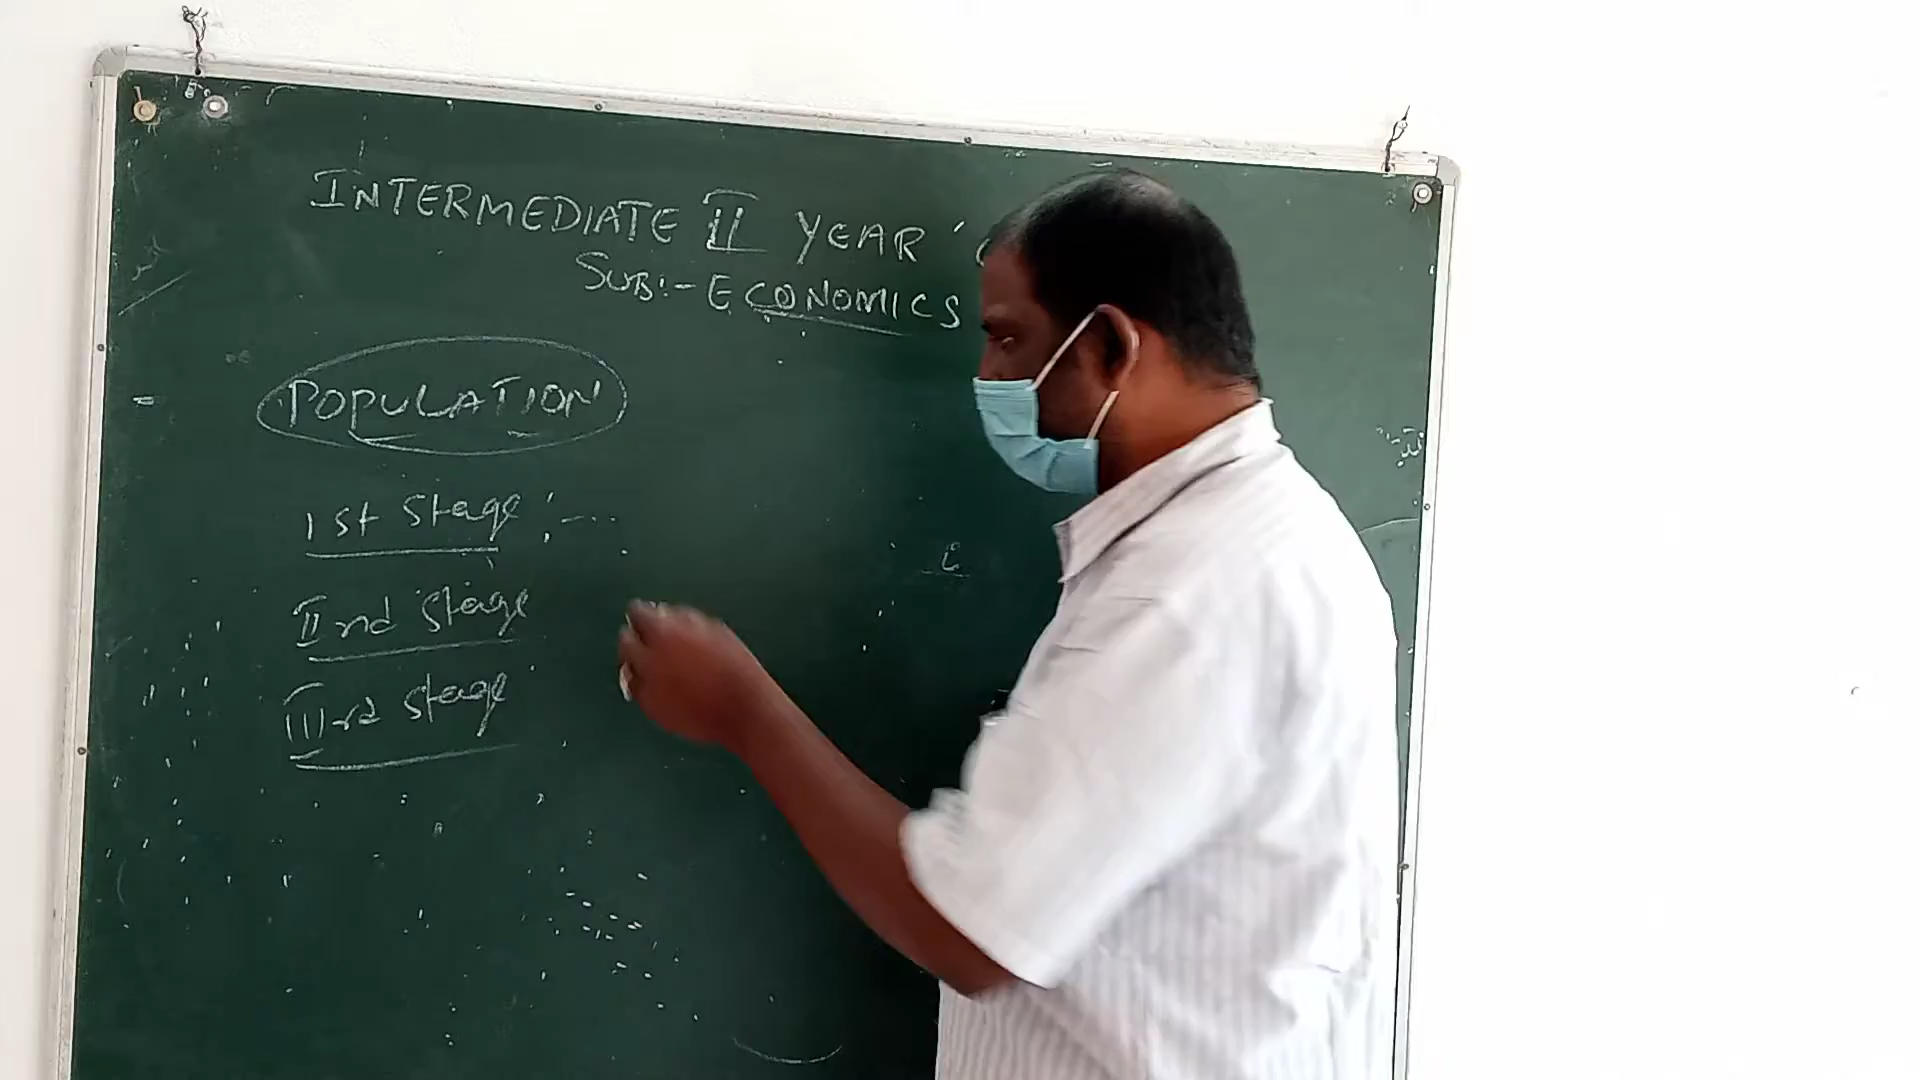 INTERMEDIATE II YEAR
SUB:- ECONOMICS
POPULATION
1st Stage :-
IInd Stage
IIIrd Stage